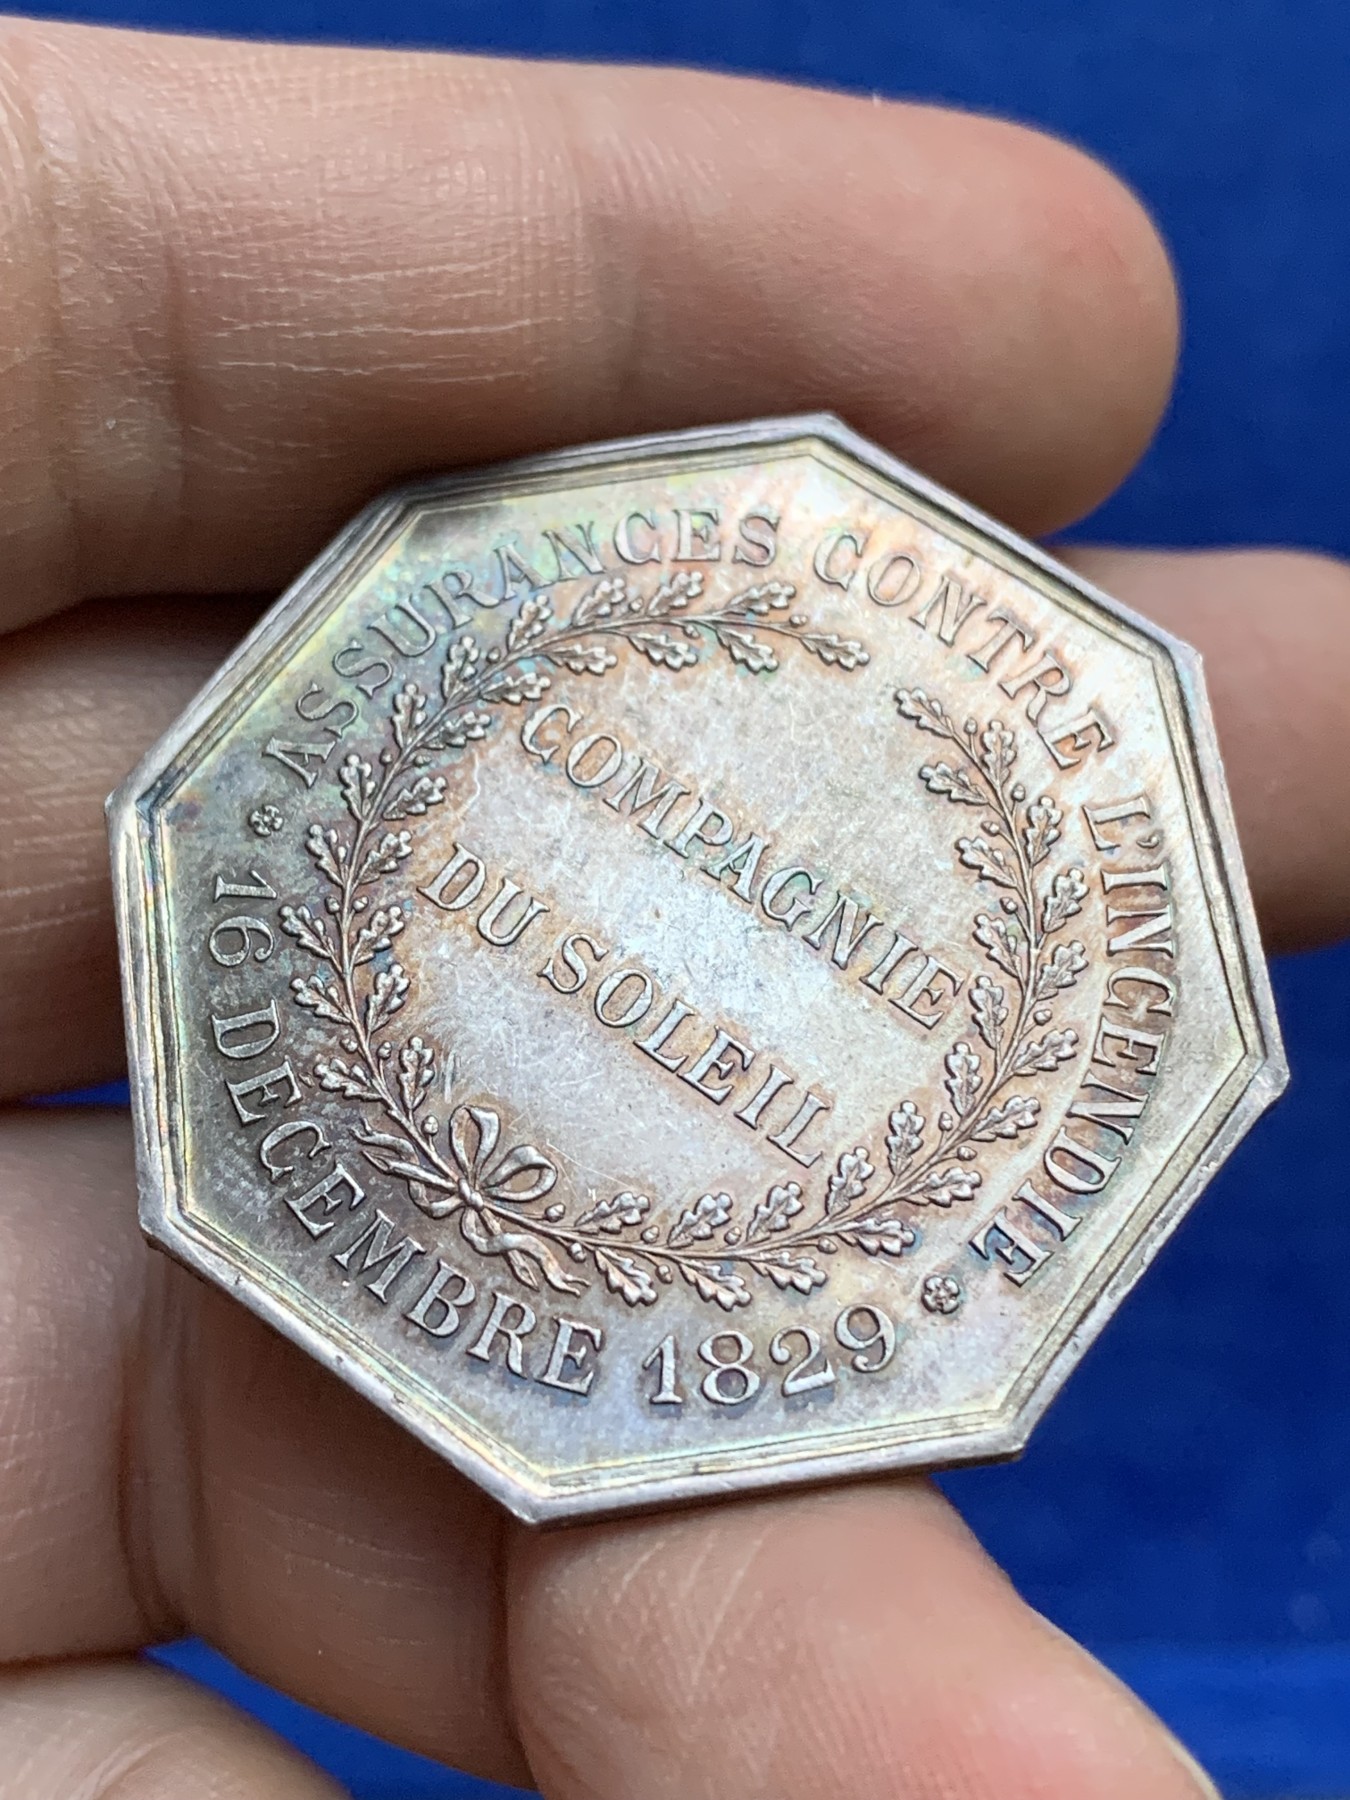 ASSURANCES CONTRE L'INCENDIE
COMPAGNIE
DU SOLEIL
16 DÉCEMBRE 1829